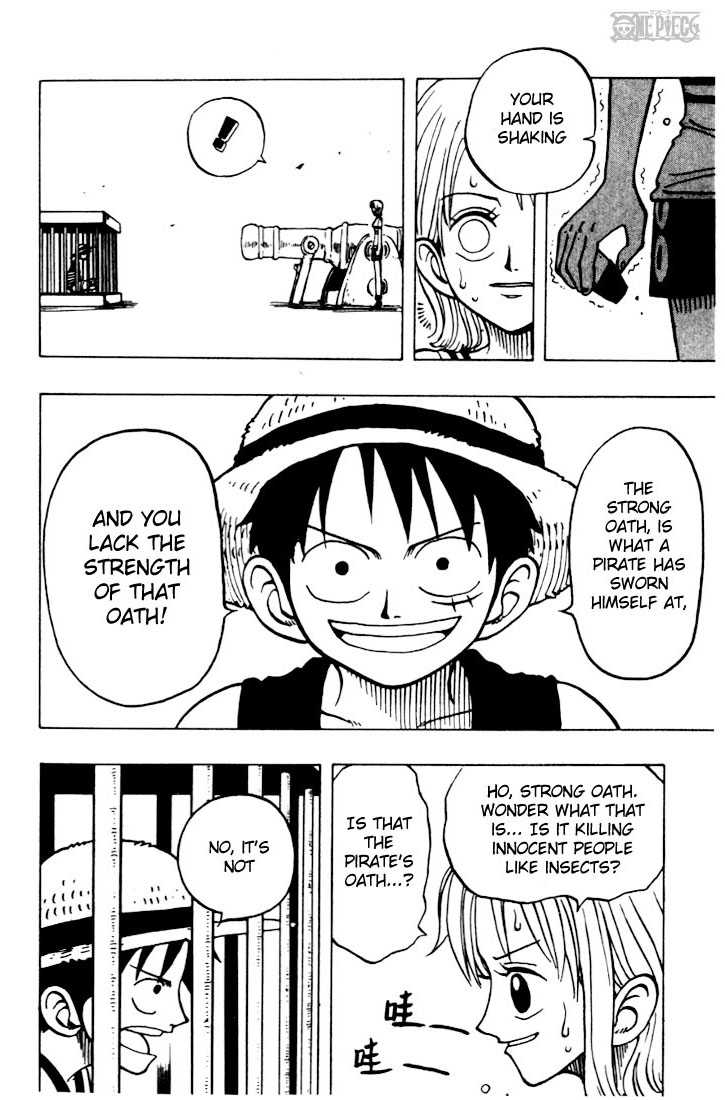 ONE PIECE
YOUR
HAND IS
SHAKING
!
THE
STRONG
OATH, IS
WHAT A
PIRATE HAS
SWORN
HIMSELF AT,
AND YOU
LACK THE
STRENGTH
OF THAT
OATH!
HO, STRONG OATH.
WONDER WHAT THAT
IS... IS IT KILLING
INNOCENT PEOPLE
LIKE INSECTS?
IS THAT
THE
PIRATE'S
OATH...?
哇
哇
NO, IT'S
NOT